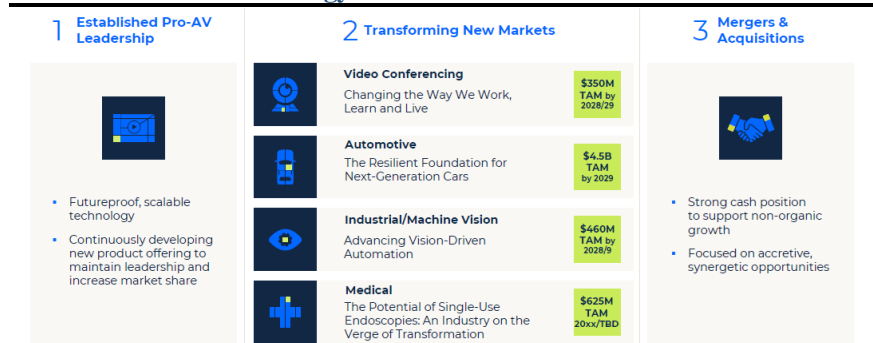 1 Established Pro-AV
Leadership
Futureproof, scalable
technology
Continuously developing
new product offering to
maintain leadership and
increase market share
2 Transforming New Markets
Video Conferencing
Changing the Way We Work,
Learn and Live
$350M
TAM by
2028/29
Automotive
The Resilient Foundation for
Next-Generation Cars
$4.5B
TAM
by 2029
Industrial/Machine Vision
Advancing Vision-Driven
Automation
$460M
TAM by
2028/9
Medical
The Potential of Single-Use
Endoscopies: An Industry on the
Verge of Transformation
$625M
TAM
20xx/TBD
3 Mergers &
Acquisitions
Strong cash position
to support non-organic
growth
Focused on accretive,
synergetic opportunities